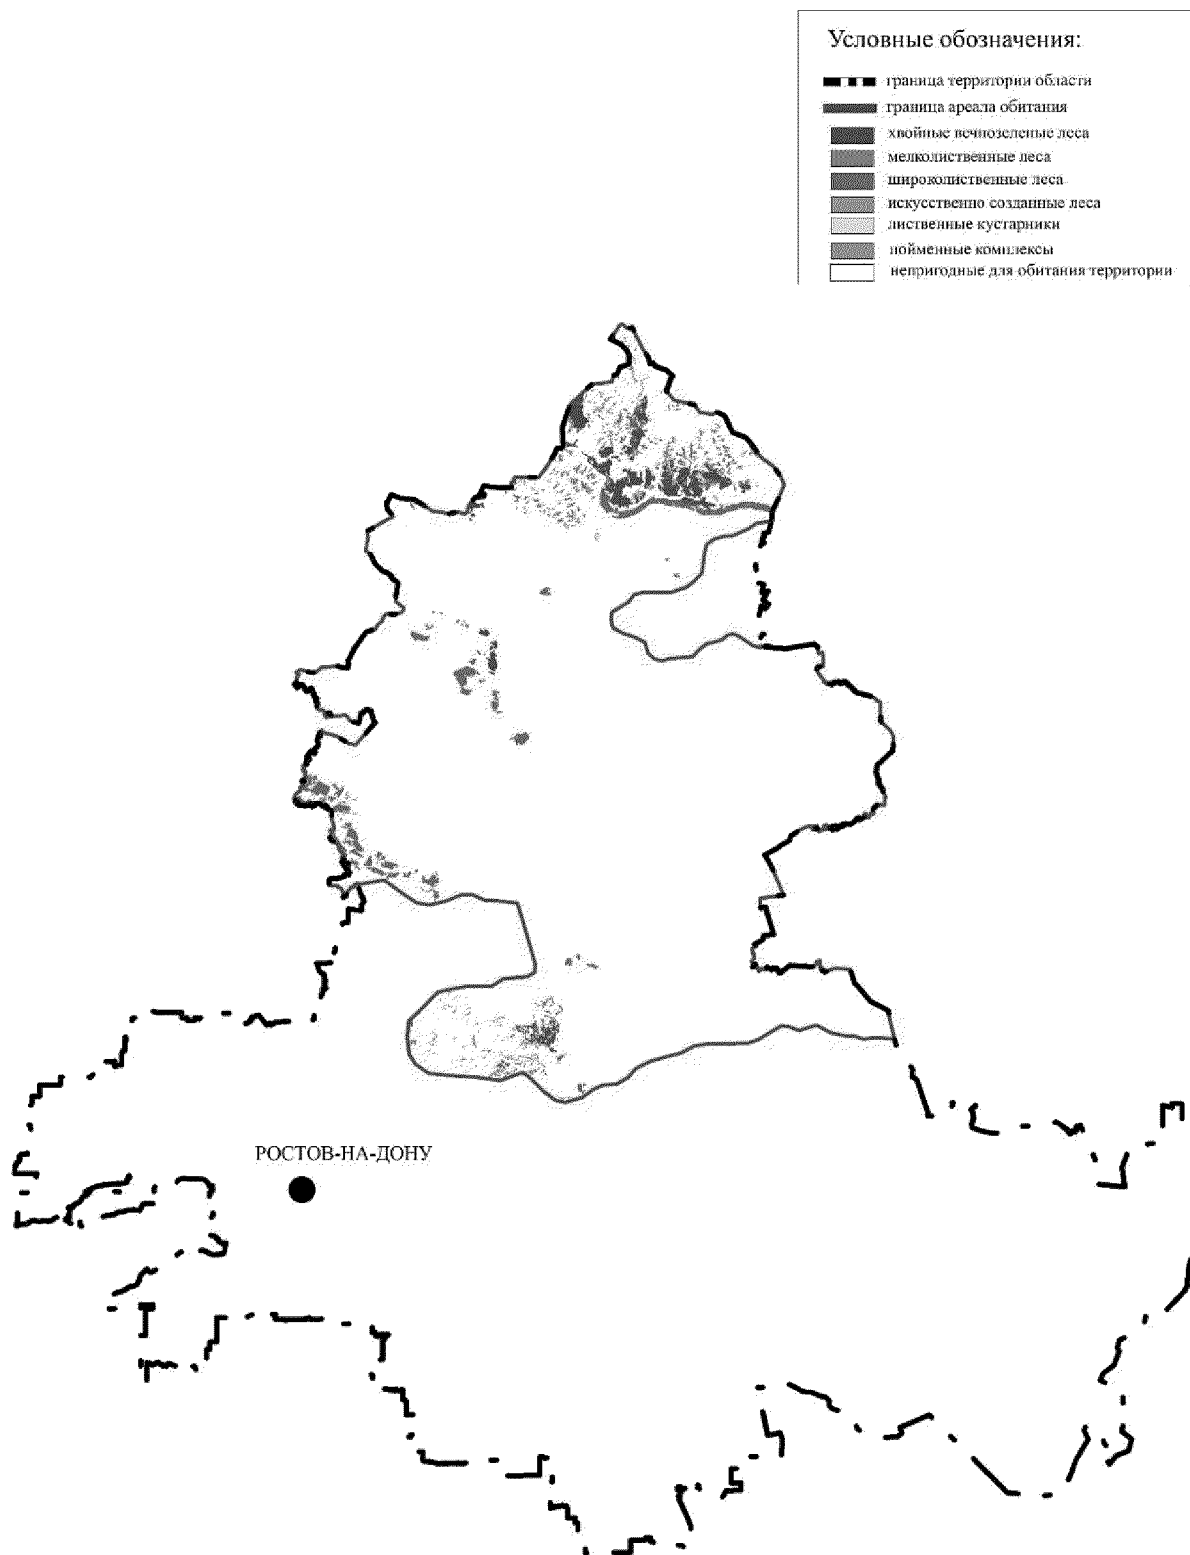 Условные обозначения:
граница территории области
граница ареала обитания
хвойные вечнозеленые леса
мелколиственные леса
широколиственные леса
искусственно созданные леса
лиственные кустарники
пойменные комплексы
непригодные для обитания территории
РОСТОВ-НА-ДОНУ